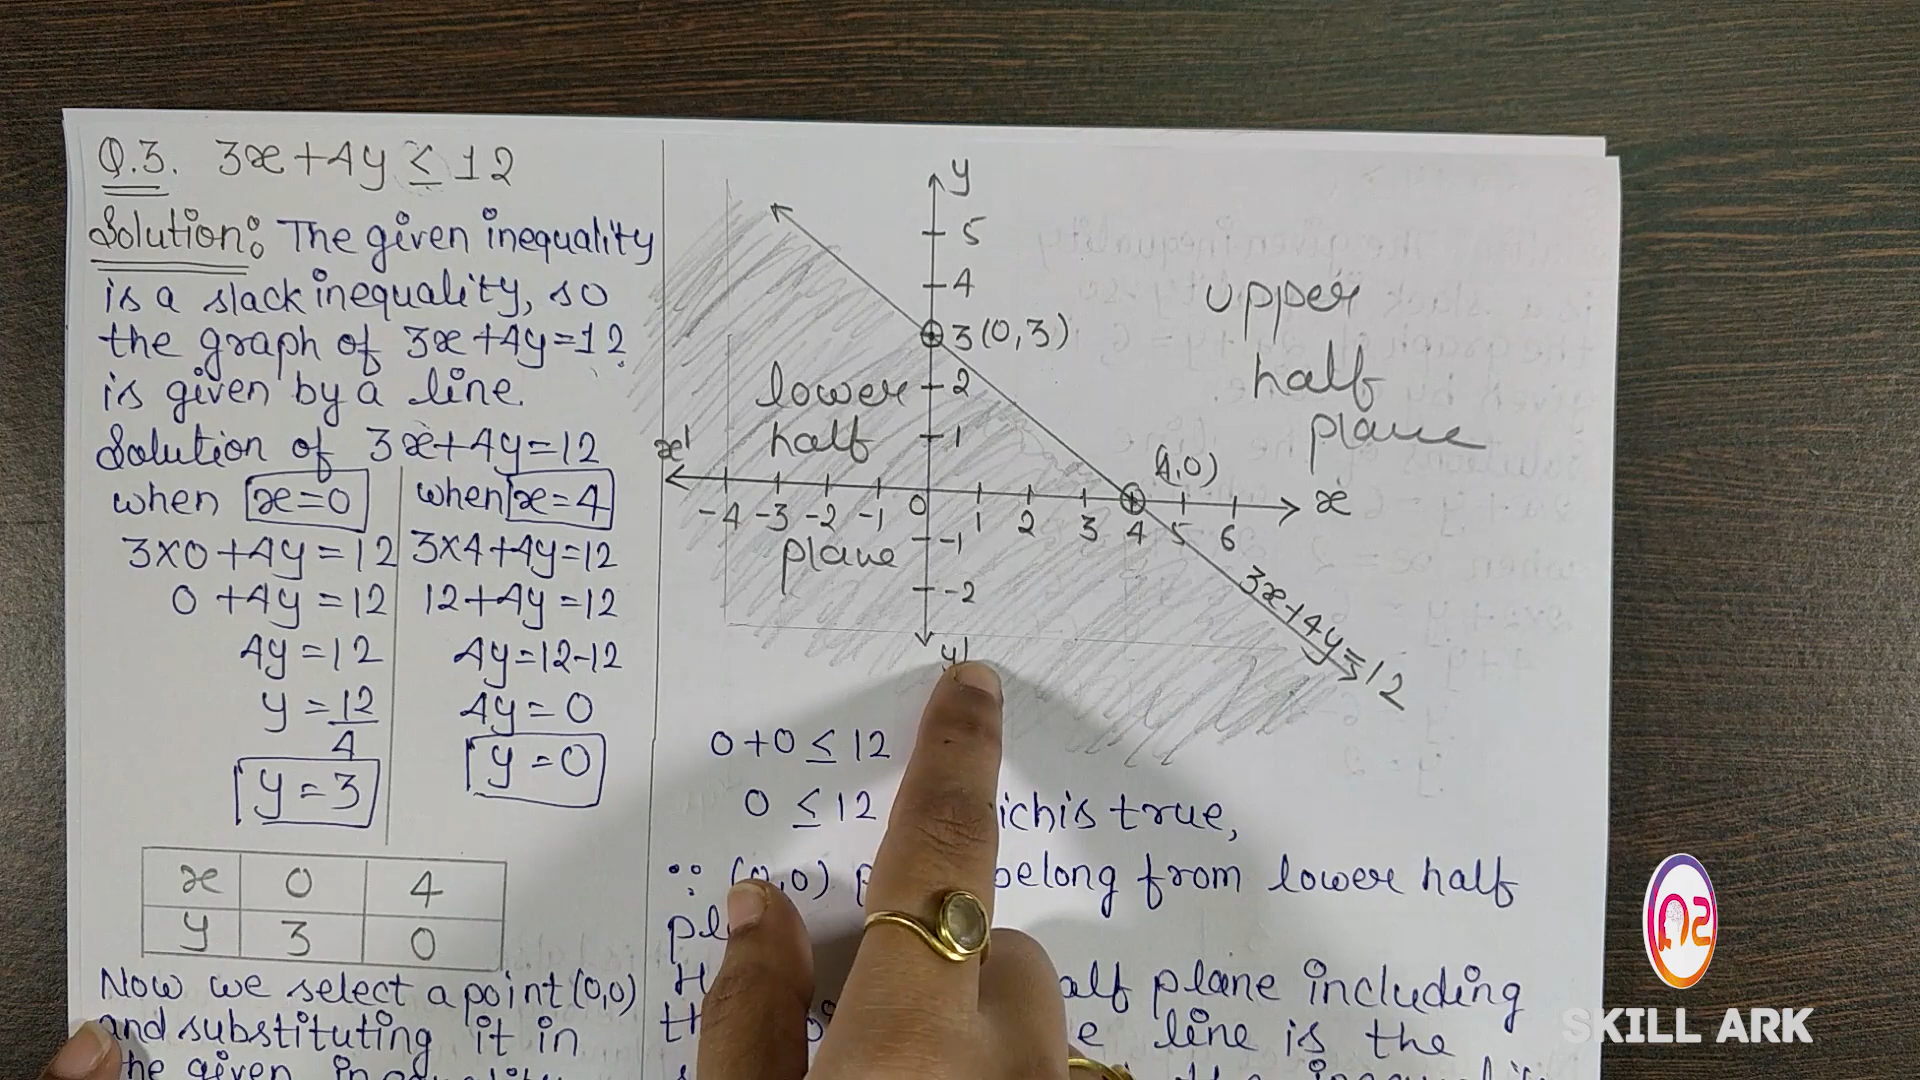 Q.3. 3x+4y ≤ 12
Solution: The given inequality
is a slack inequality, so
the graph of 3x+4y=12
is given by a line.
Solution of 3x+4y=12
when x=0
3×0+4y=12
0+4y=12
4y=12
y=12/4
y=3
when x=4
3×4+4y=12
12+4y=12
4y=12-12
4y=0
y=0
x 0 4
y 3 0
Now we select a point (0,0)
and substituting it in
the given
y
5
4
3 (0,3)
2
1
x' -4 -3 -2 -1 0 1 2 3 4 5 6 x
(4,0)
-1
-2
y'
lower
half
plane
upper
half
plane
3x+4y=12
0+0 ≤ 12
0 ≤ 12 is true,
∵ (0,0) belong from lower half
half plane including
line is the
the
SKILL ARK